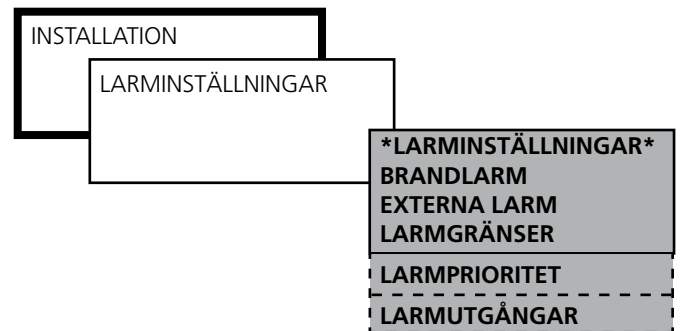 INSTALLATION
LARMINSTÄLLNINGAR
*LARMINSTÄLLNINGAR*
BRANDLARM
EXTERNA LARM
LARMGRÄNSER
LARMPRIORITET
LARMUTGÅNGAR